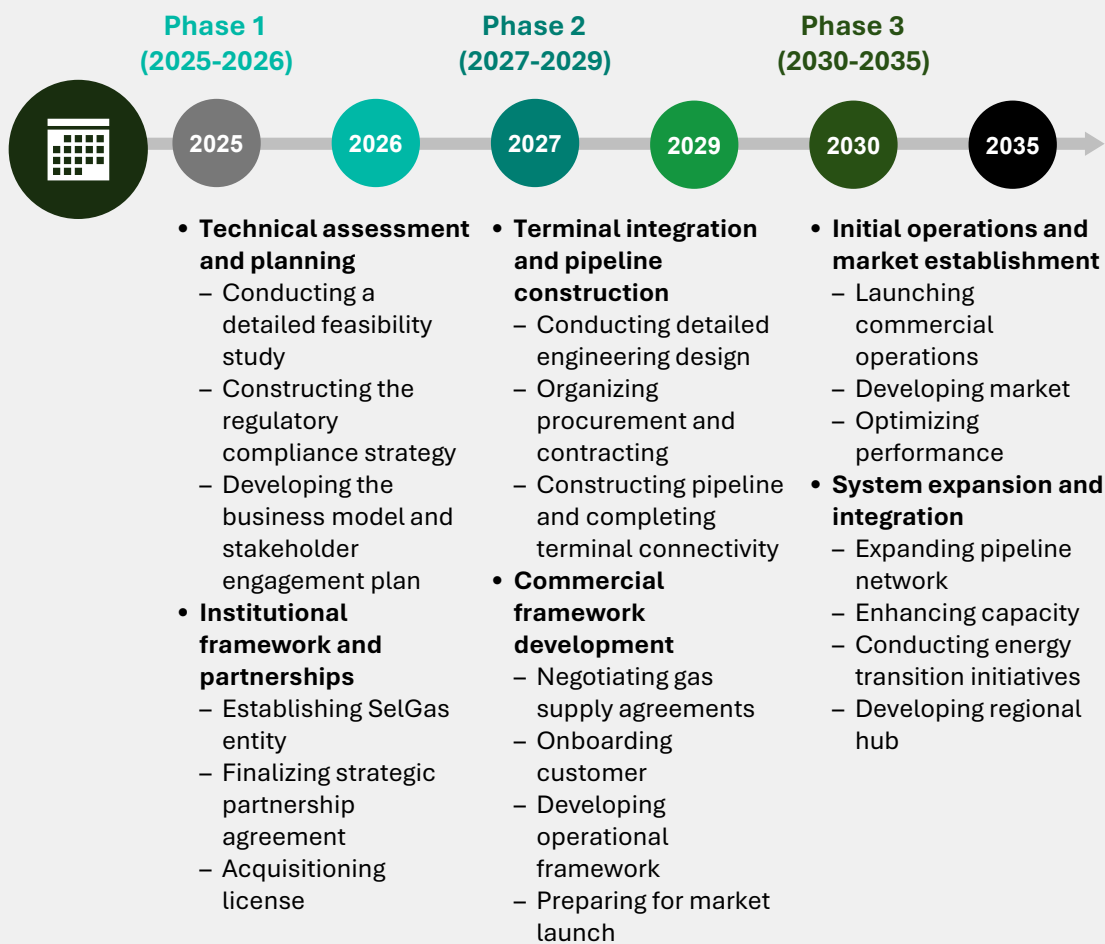 Phase 1
(2025-2026)
Phase 2
(2027-2029)
Phase 3
(2030-2035)
2025
2026
2027
2029
2030
2035
• Technical assessment
and planning
– Conducting a
detailed feasibility
study
– Constructing the
regulatory
compliance strategy
– Developing the
business model and
stakeholder
engagement plan
• Institutional
framework and
partnerships
– Establishing SelGas
entity
– Finalizing strategic
partnership
agreement
– Acquisitioning
license
• Terminal integration
and pipeline
construction
– Conducting detailed
engineering design
– Organizing
procurement and
contracting
– Constructing pipeline
and completing
terminal connectivity
• Commercial
framework
development
– Negotiating gas
supply agreements
– Onboarding
customer
– Developing
operational
framework
– Preparing for market
launch
• Initial operations and
market establishment
– Launching
commercial
operations
– Developing market
– Optimizing
performance
• System expansion and
integration
– Expanding pipeline
network
– Enhancing capacity
– Conducting energy
transition initiatives
– Developing regional
hub